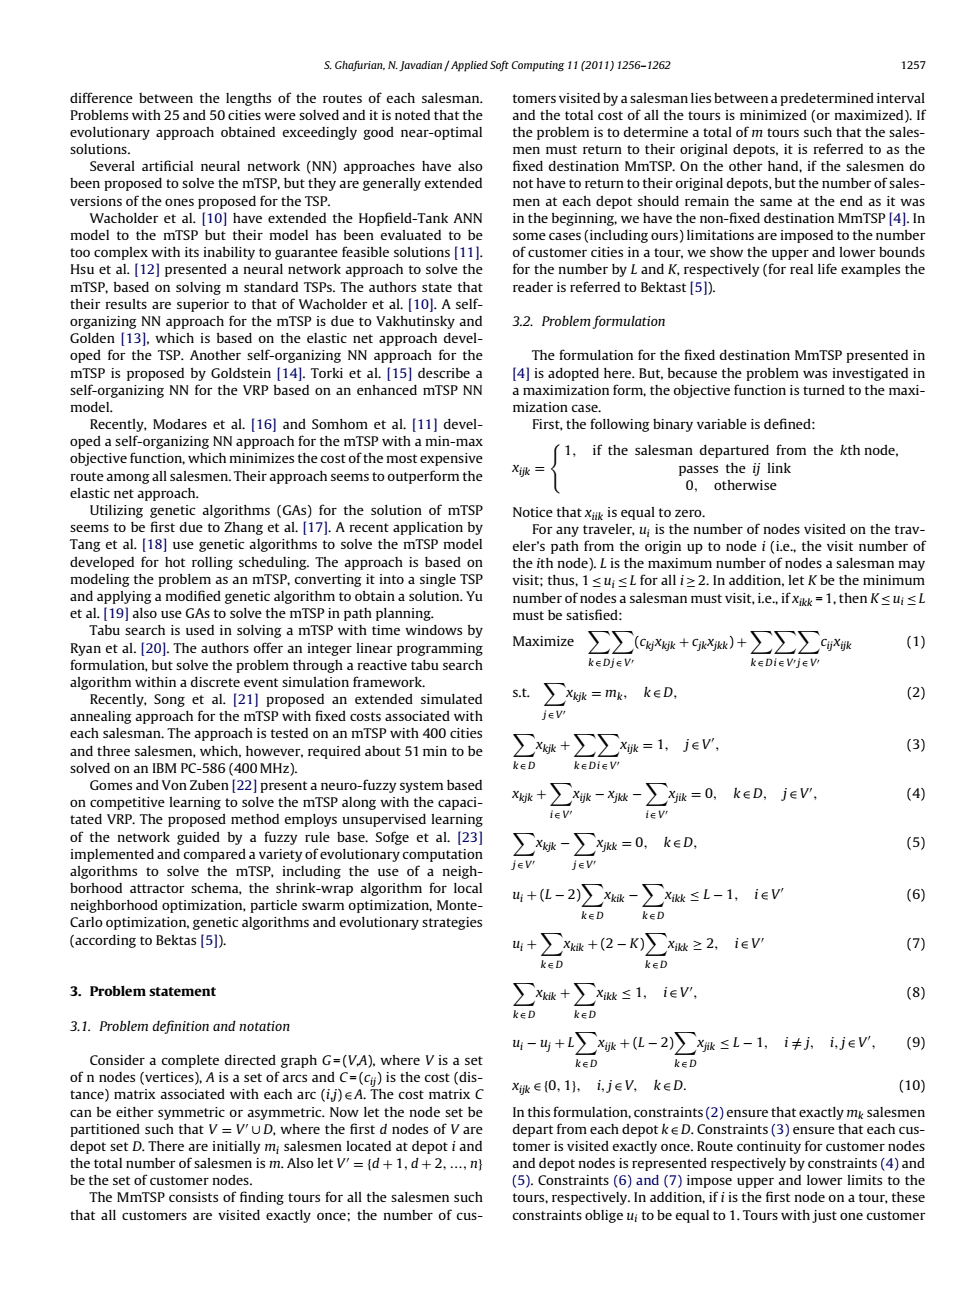 S. Ghafurian, N. Javadian / Applied Soft Computing 11 (2011) 1256–1262
1257
difference between the lengths of the routes of each salesman.
Problems with 25 and 50 cities were solved and it is noted that the
evolutionary approach obtained exceedingly good near-optimal
solutions.
Several artificial neural network (NN) approaches have also
been proposed to solve the mTSP, but they are generally extended
versions of the ones proposed for the TSP.
Wacholder et al. [10] have extended the Hopfield-Tank ANN
model to the mTSP but their model has been evaluated to be
too complex with its inability to guarantee feasible solutions [11].
Hsu et al. [12] presented a neural network approach to solve the
mTSP, based on solving m standard TSPs. The authors state that
their results are superior to that of Wacholder et al. [10]. A self-
organizing NN approach for the mTSP is due to Vakhutinsky and
Golden [13], which is based on the elastic net approach devel-
oped for the TSP. Another self-organizing NN approach for the
mTSP is proposed by Goldstein [14]. Torki et al. [15] describe a
self-organizing NN for the VRP based on an enhanced mTSP NN
model.
Recently, Modares et al. [16] and Somhom et al. [11] devel-
oped a self-organizing NN approach for the mTSP with a min-max
objective function, which minimizes the cost of the most expensive
route among all salesmen. Their approach seems to outperform the
elastic net approach.
Utilizing genetic algorithms (GAs) for the solution of mTSP
seems to be first due to Zhang et al. [17]. A recent application by
Tang et al. [18] use genetic algorithms to solve the mTSP model
developed for hot rolling scheduling. The approach is based on
modeling the problem as an mTSP, converting it into a single TSP
and applying a modified genetic algorithm to obtain a solution. Yu
et al. [19] also use GAs to solve the mTSP in path planning.
Tabu search is used in solving a mTSP with time windows by
Ryan et al. [20]. The authors offer an integer linear programming
formulation, but solve the problem through a reactive tabu search
algorithm within a discrete event simulation framework.
Recently, Song et al. [21] proposed an extended simulated
annealing approach for the mTSP with fixed costs associated with
each salesman. The approach is tested on an mTSP with 400 cities
and three salesmen, which, however, required about 51 min to be
solved on an IBM PC-586 (400 MHz).
Gomes and Von Zuben [22] present a neuro-fuzzy system based
on competitive learning to solve the mTSP along with the capaci-
tated VRP. The proposed method employs unsupervised learning
of the network guided by a fuzzy rule base. Sofge et al. [23]
implemented and compared a variety of evolutionary computation
algorithms to solve the mTSP, including the use of a neigh-
borhood attractor schema, the shrink-wrap algorithm for local
neighborhood optimization, particle swarm optimization, Monte-
Carlo optimization, genetic algorithms and evolutionary strategies
(according to Bektas [5]).
3. Problem statement
3.1. Problem definition and notation
Consider a complete directed graph G = (V,A), where V is a set
of n nodes (vertices), A is a set of arcs and C = (cij) is the cost (dis-
tance) matrix associated with each arc (i,j) ∈ A. The cost matrix C
can be either symmetric or asymmetric. Now let the node set be
partitioned such that V = V′ ∪ D, where the first d nodes of V are
depot set D. There are initially mi salesmen located at depot i and
the total number of salesmen is m. Also let V′ = {d + 1, d + 2, ..., n}
be the set of customer nodes.
The MmTSP consists of finding tours for all the salesmen such
that all customers are visited exactly once; the number of cus-
tomers visited by a salesman lies between a predetermined interval
and the total cost of all the tours is minimized (or maximized). If
the problem is to determine a total of m tours such that the sales-
men must return to their original depots, it is referred to as the
fixed destination MmTSP. On the other hand, if the salesmen do
not have to return to their original depots, but the number of sales-
men at each depot should remain the same at the end as it was
in the beginning, we have the non-fixed destination MmTSP [4]. In
some cases (including ours) limitations are imposed to the number
of customer cities in a tour, we show the upper and lower bounds
for the number by L and K, respectively (for real life examples the
reader is referred to Bektast [5]).
3.2. Problem formulation
The formulation for the fixed destination MmTSP presented in
[4] is adopted here. But, because the problem was investigated in
a maximization form, the objective function is turned to the maxi-
mization case.
First, the following binary variable is defined:
xijk = { 1, if the salesman departured from the kth node,
passes the ij link
0, otherwise
Notice that xiik is equal to zero.
For any traveler, ui is the number of nodes visited on the trav-
eler's path from the origin up to node i (i.e., the visit number of
the ith node). L is the maximum number of nodes a salesman may
visit; thus, 1 ≤ ui ≤ L for all i ≥ 2. In addition, let K be the minimum
number of nodes a salesman must visit, i.e., if xikk = 1, then K ≤ ui ≤ L
must be satisfied:
Maximize ∑k∈D ∑j∈V′ (ckjxkjk + cjkxjkk) + ∑k∈D ∑i∈V′ ∑j∈V′ cijxijk (1)
s.t. ∑j∈V′ xkjk = mk, k ∈ D, (2)
∑k∈D xkjk + ∑k∈D ∑i∈V′ xijk = 1, j ∈ V′, (3)
xkjk + ∑i∈V′ xijk − xjkk − ∑i∈V′ xjik = 0, k ∈ D, j ∈ V′, (4)
∑j∈V′ xkjk − ∑j∈V′ xjkk = 0, k ∈ D, (5)
ui + (L − 2)∑k∈D xkik − ∑k∈D xikk ≤ L − 1, i ∈ V′ (6)
ui + ∑k∈D xkik + (2 − K)∑k∈D xikk ≥ 2, i ∈ V′ (7)
∑k∈D xkik + ∑k∈D xikk ≤ 1, i ∈ V′, (8)
ui − uj + L∑k∈D xijk + (L − 2)∑k∈D xjik ≤ L − 1, i ≠ j, i, j ∈ V′, (9)
xijk ∈ {0, 1}, i, j ∈ V, k ∈ D. (10)
In this formulation, constraints (2) ensure that exactly mk salesmen
depart from each depot k ∈ D. Constraints (3) ensure that each cus-
tomer is visited exactly once. Route continuity for customer nodes
and depot nodes is represented respectively by constraints (4) and
(5). Constraints (6) and (7) impose upper and lower limits to the
tours, respectively. In addition, if i is the first node on a tour, these
constraints oblige ui to be equal to 1. Tours with just one customer